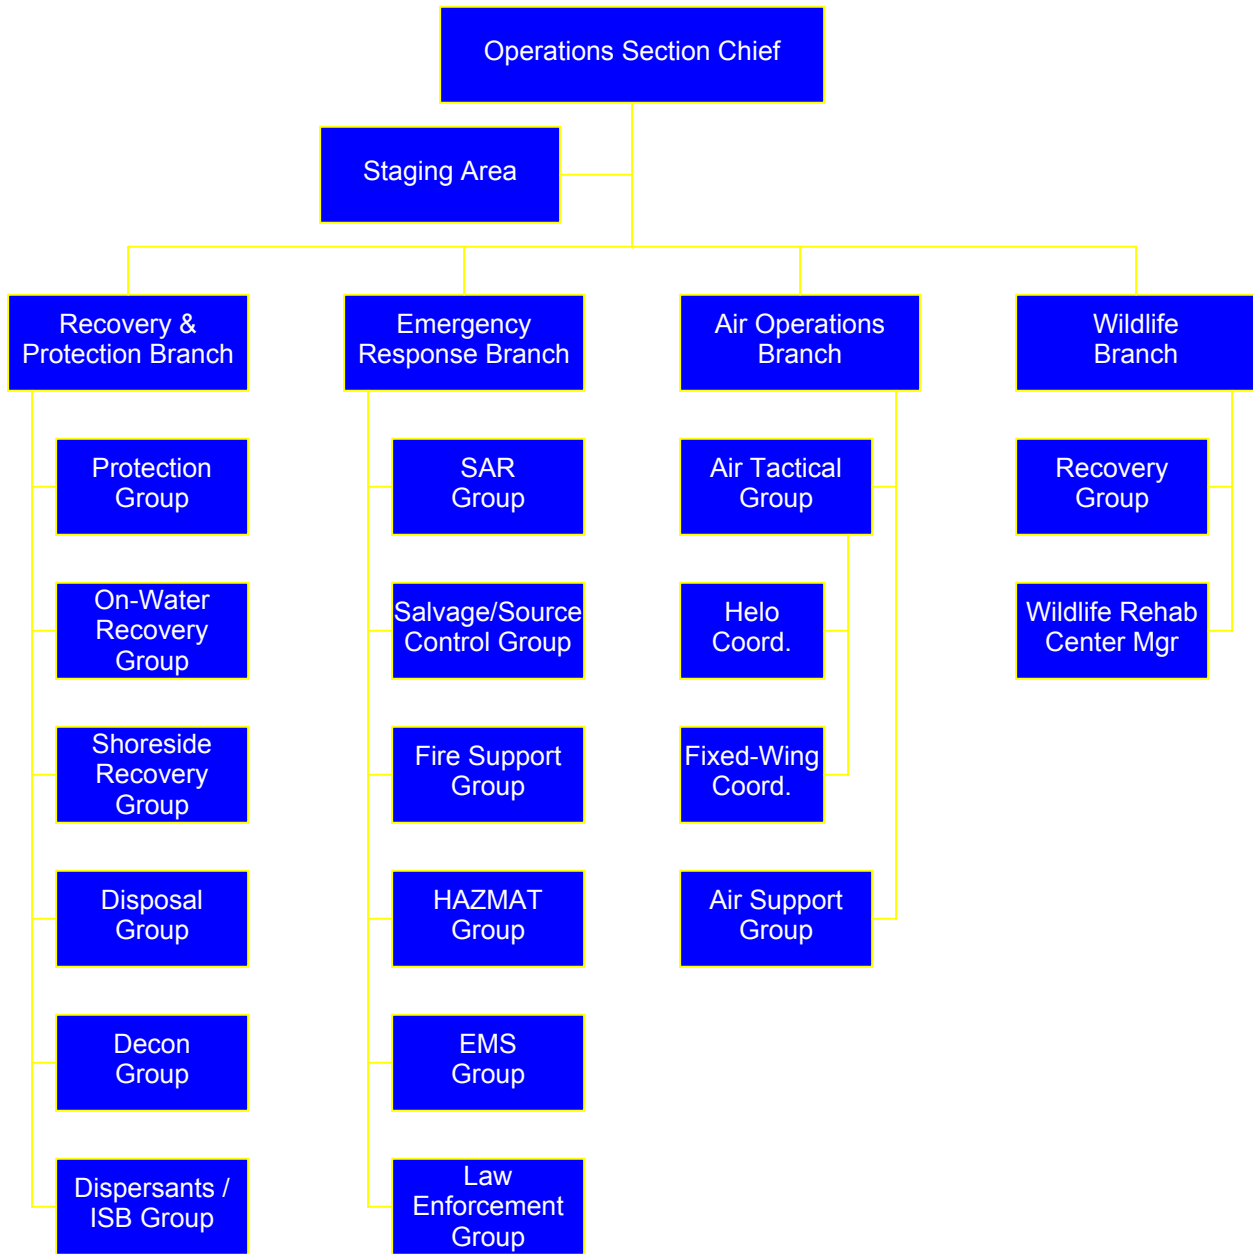 Operations Section Chief
Staging Area
Recovery &
Protection Branch
Emergency
Response Branch
Air Operations
Branch
Wildlife
Branch
Protection
Group
On-Water
Recovery
Group
Shoreside
Recovery
Group
Disposal
Group
Decon
Group
Dispersants /
ISB Group
SAR
Group
Salvage/Source
Control Group
Fire Support
Group
HAZMAT
Group
EMS
Group
Law
Enforcement
Group
Air Tactical
Group
Helo
Coord.
Fixed-Wing
Coord.
Air Support
Group
Recovery
Group
Wildlife Rehab
Center Mgr